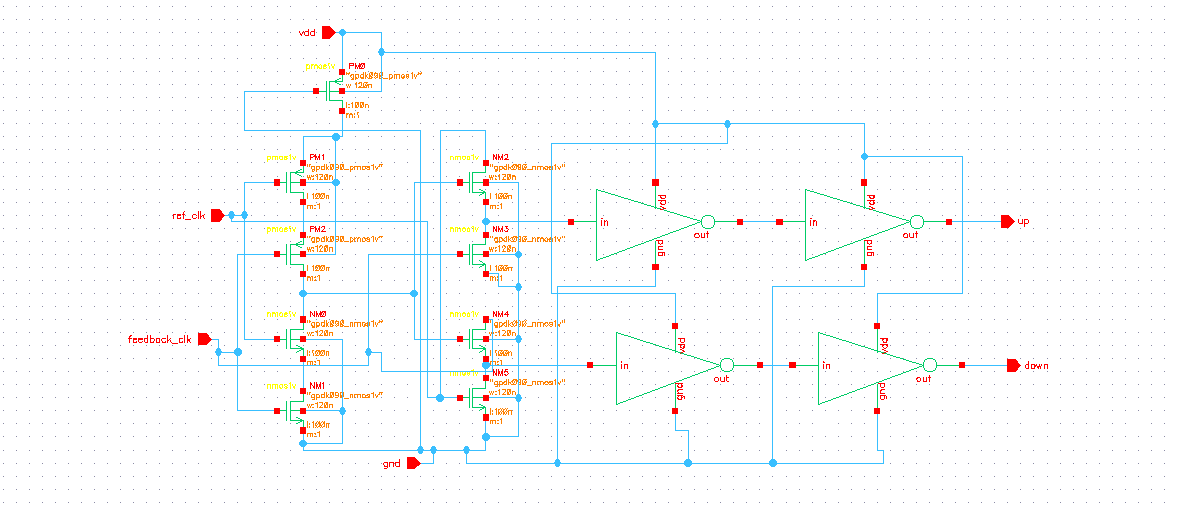 vdd
pmos1v PM0
"gpdk090_pmos1v"
w:120n
l:100n
m:1
pmos1v PM1
"gpdk090_pmos1v"
w:120n
l:100n
m:1
nmos1v NM2
"gpdk090_nmos1v"
w:120n
l:100n
m:1
ref_clk
PM2
"gpdk090_pmos1v"
w:120n
l:100n
m:1
NM3
"gpdk090_nmos1v"
w:120n
l:100n
m:1
in
vdd
gnd
out
in
vdd
gnd
out
up
feedback_clk
nmos1v NM0
"gpdk090_nmos1v"
w:120n
l:100n
m:1
nmos1v NM4
"gpdk090_nmos1v"
w:120n
l:100n
nmos1v NM1
"gpdk090_nmos1v"
w:120n
l:100n
m:1
nmos1v NM5
"gpdk090_nmos1v"
w:120n
l:100n
m:1
in
vdd
gnd
out
in
vdd
gnd
out
down
gnd